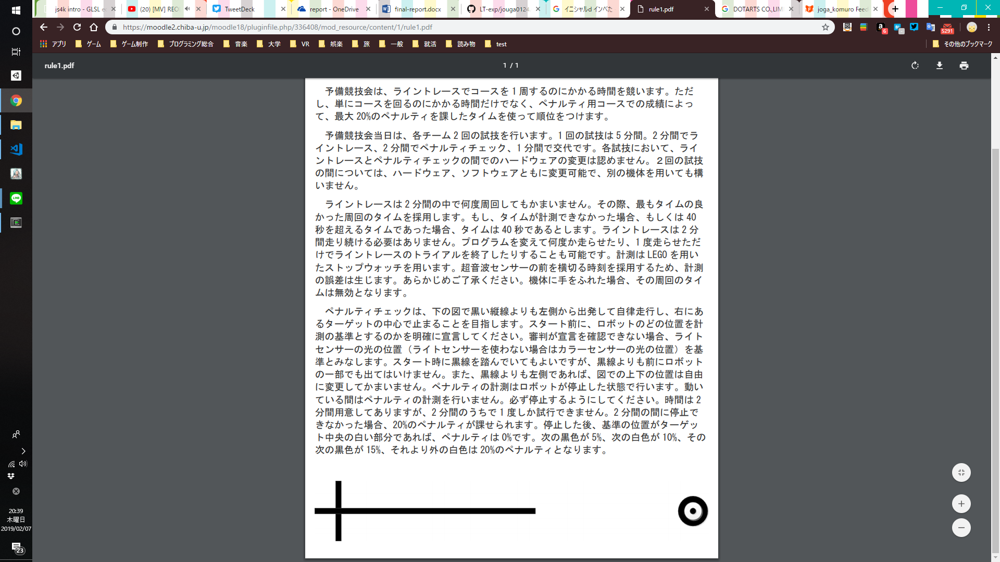 js4k intro - GLSL e
(20) [MV] REO
TweetDeck
report - OneDrive
final-report.docx
LT-exp/jouga0124
イニシャルd インベた
rule1.pdf
DOTARTS CO.,LIM
joga_komuro Feed
https://moodle2.chiba-u.jp/moodle18/pluginfile.php/336408/mod_resource/content/1/rule1.pdf
6
5291
アプリ
ゲーム
ゲーム制作
プログラミング総合
音楽
大学
VR
娯楽
旅
一般
就活
読み物
test
その他のブックマーク
rule1.pdf
1 / 1
予備競技会は、ライントレースでコースを1周するのにかかる時間を競います。ただ
し、単にコースを回るのにかかる時間だけでなく、ペナルティ用コースでの成績によっ
て、最大20%のペナルティを課したタイムを使って順位をつけます。
予備競技会当日は、各チーム2回の試技を行います。1回の試技は5分間。2分間でラ
イントレース、2分間でペナルティチェック、1分間で交代です。各試技において、ライ
ントレースとペナルティチェックの間でのハードウェアの変更は認めません。２回の試技
の間については、ハードウェア、ソフトウェアともに変更可能で、別の機体を用いても構
いません。
ライントレースは2分間の中で何度周回してもかまいません。その際、最もタイムの良
かった周回のタイムを採用します。もし、タイムが計測できなかった場合、もしくは40
秒を超えるタイムであった場合、タイムは40秒であるとします。ライントレースは2分
間走り続ける必要はありません。プログラムを変えて何度か走らせたり、1度走らせただ
けでライントレースのトライアルを終了したりすることも可能です。計測はLEGOを用い
たストップウォッチを用います。超音波センサーの前を横切る時刻を採用するため、計測
の誤差は生じます。あらかじめご了承ください。機体に手をふれた場合、その周回のタイ
ムは無効となります。
ペナルティチェックは、下の図で黒い縦線よりも左側から出発して自律走行し、右にあ
るターゲットの中心で止まることを目指します。スタート前に、ロボットのどの位置を計
測の基準とするのかを明確に宣言してください。審判が宣言を確認できない場合、ライト
センサーの光の位置（ライトセンサーを使わない場合はカラーセンサーの光の位置）を基
準とみなします。スタート時に黒線を踏んでいてもよいですが、黒線よりも前にロボット
の一部でも出てはいけません。また、黒線よりも左側であれば、図での上下の位置は自由
に変更してかまいません。ペナルティの計測はロボットが停止した状態で行います。動い
ている間はペナルティの計測を行いません。必ず停止するようにしてください。時間は2
分間用意してありますが、2分間のうちで1度しか試行できません。2分間の間に停止で
きなかった場合、20%のペナルティが課せられます。停止した後、基準の位置がターゲッ
ト中央の白い部分であれば、ペナルティは0%です。次の黒色が5%、次の白色が10%、その
次の黒色が15%、それより外の白色は20%のペナルティとなります。
LINE
20:39
木曜日
2019/02/07
23